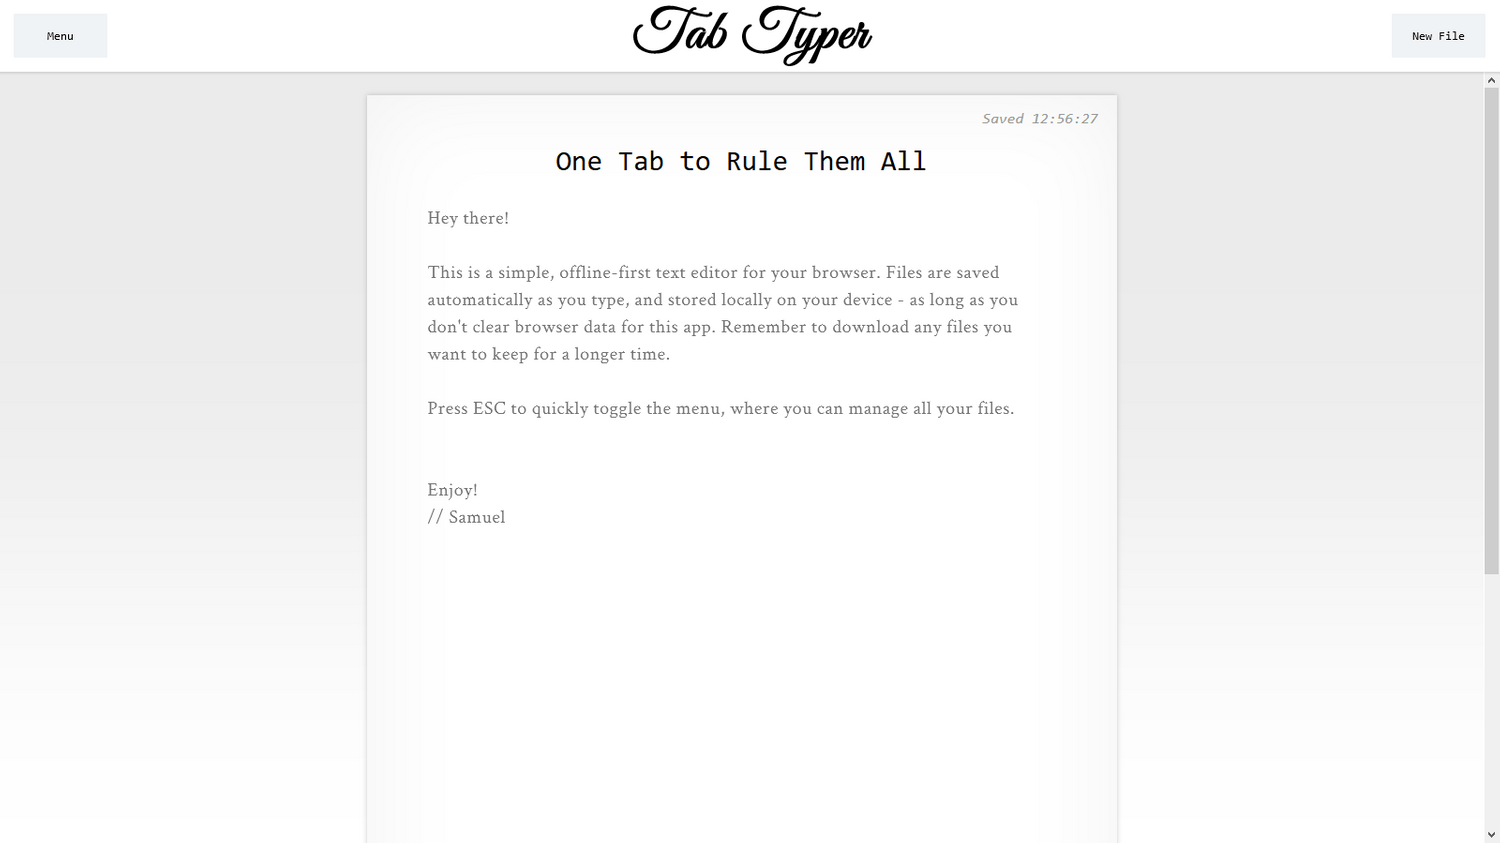 Menu
Tab Typer
New File
Saved 12:56:27
One Tab to Rule Them All
Hey there!
This is a simple, offline-first text editor for your browser. Files are saved
automatically as you type, and stored locally on your device - as long as you
don't clear browser data for this app. Remember to download any files you
want to keep for a longer time.
Press ESC to quickly toggle the menu, where you can manage all your files.
Enjoy!
// Samuel